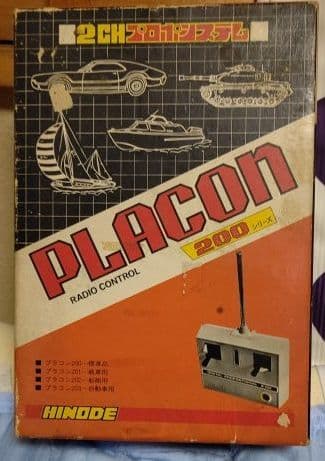 2CHプロポシステム
PLACON
200 シリーズ
RADIO CONTROL
■ プラコン200…標準品
■ プラコン201…戦車用
■ プラコン202…船舶用
■ プラコン203…自動車用
HINODE